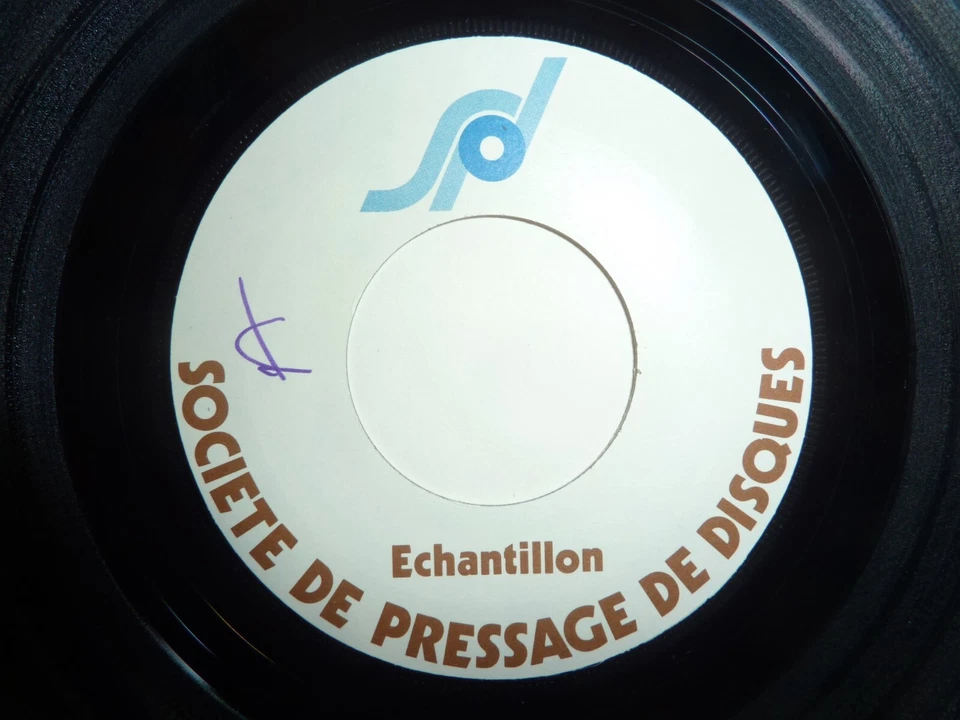 spd
Echantillon
SOCIETE DE PRESSAGE DE DISQUES